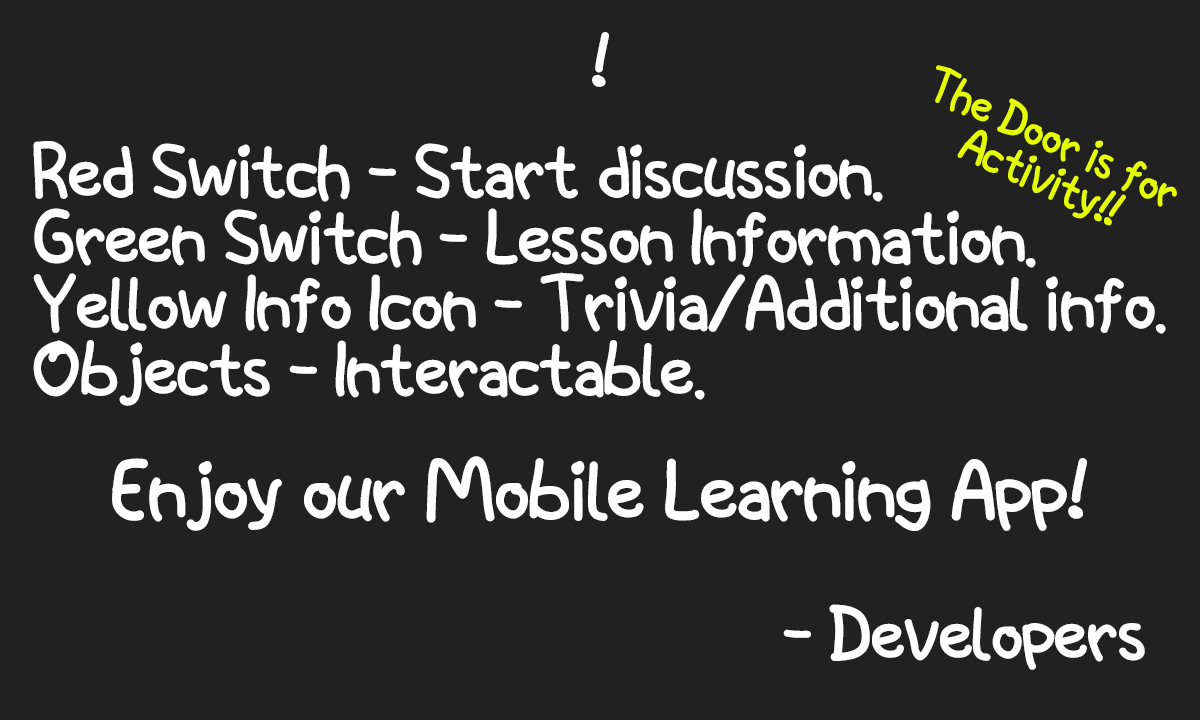 !
The Door is for
Activity!!
Red Switch - Start discussion.
Green Switch - Lesson Information.
Yellow Info Icon - Trivia/Additional info.
Objects - Interactable.
Enjoy our Mobile Learning App!
- Developers